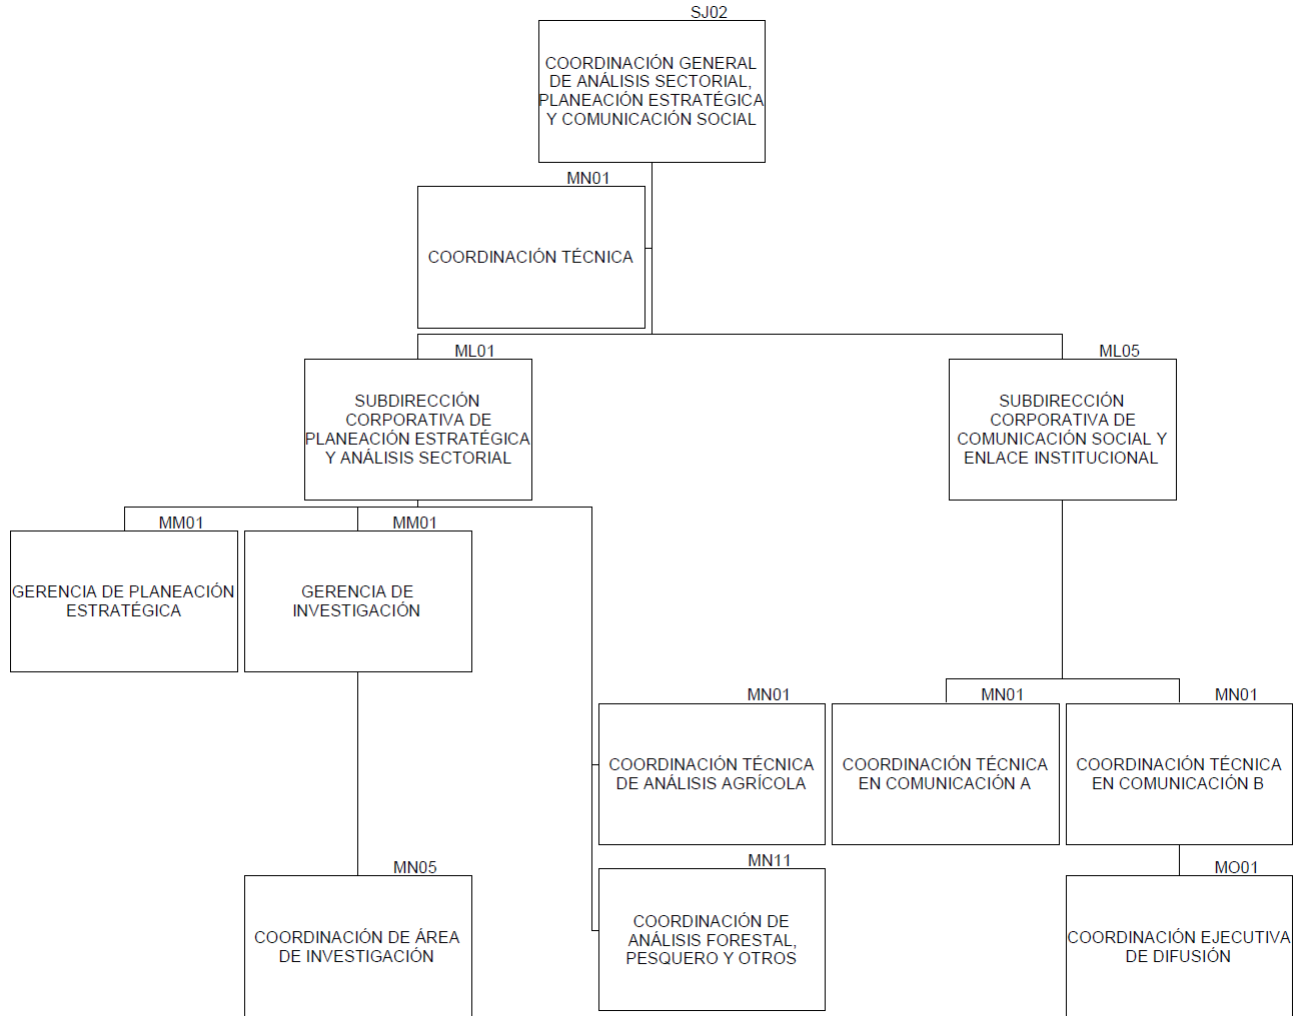 SJ02
COORDINACIÓN GENERAL
DE ANÁLISIS SECTORIAL,
PLANEACIÓN ESTRATÉGICA
Y COMUNICACIÓN SOCIAL
MN01
COORDINACIÓN TÉCNICA
ML01
SUBDIRECCIÓN
CORPORATIVA DE
PLANEACIÓN ESTRATÉGICA
Y ANÁLISIS SECTORIAL
ML05
SUBDIRECCIÓN
CORPORATIVA DE
COMUNICACIÓN SOCIAL Y
ENLACE INSTITUCIONAL
MM01
GERENCIA DE PLANEACIÓN
ESTRATÉGICA
MM01
GERENCIA DE
INVESTIGACIÓN
MN01
COORDINACIÓN TÉCNICA
DE ANÁLISIS AGRÍCOLA
MN01
COORDINACIÓN TÉCNICA
EN COMUNICACIÓN A
MN01
COORDINACIÓN TÉCNICA
EN COMUNICACIÓN B
MN05
COORDINACIÓN DE ÁREA
DE INVESTIGACIÓN
MN11
COORDINACIÓN DE
ANÁLISIS FORESTAL,
PESQUERO Y OTROS
MO01
COORDINACIÓN EJECUTIVA
DE DIFUSIÓN